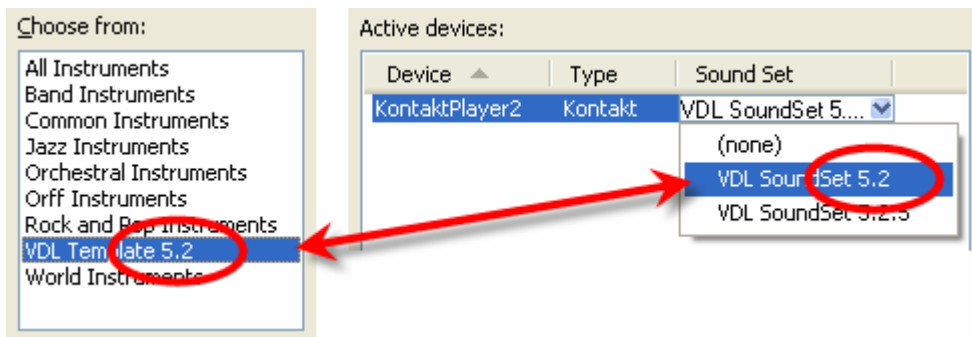 Choose from:
All Instruments
Band Instruments
Common Instruments
Jazz Instruments
Orchestral Instruments
Orff Instruments
Rock and Pop Instruments
VDL Template 5.2
World Instruments
Active devices:
Device Type Sound Set
KontaktPlayer2 Kontakt VDL SoundSet 5....
(none)
VDL SoundSet 5.2
VDL SoundSet 5.2.5